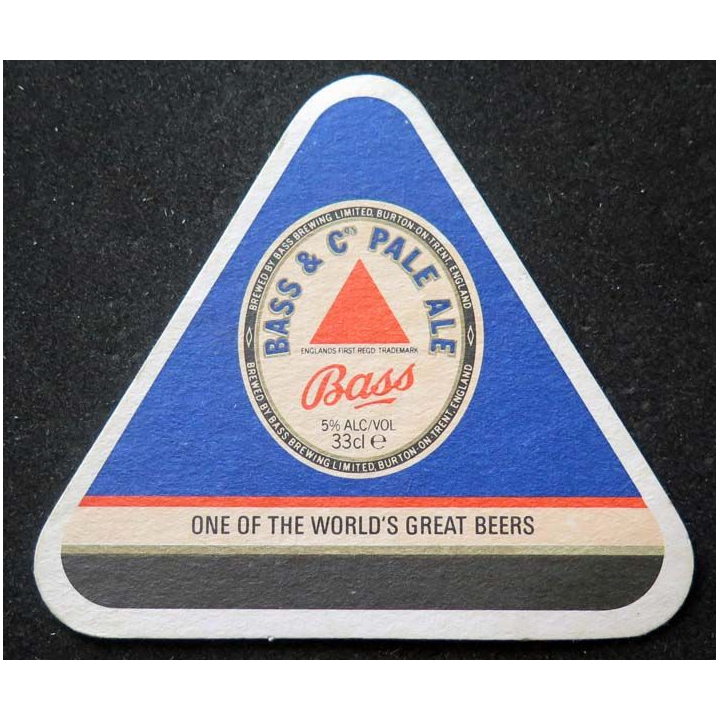 BREWED BY BASS BREWING LIMITED, BURTON-ON-TRENT, ENGLAND
BASS & Cº's PALE ALE
ENGLANDS FIRST REGD TRADEMARK
Bass
5% ALC/VOL
33cl ℮
BREWED BY BASS BREWING LIMITED, BURTON-ON-TRENT, ENGLAND
ONE OF THE WORLD'S GREAT BEERS